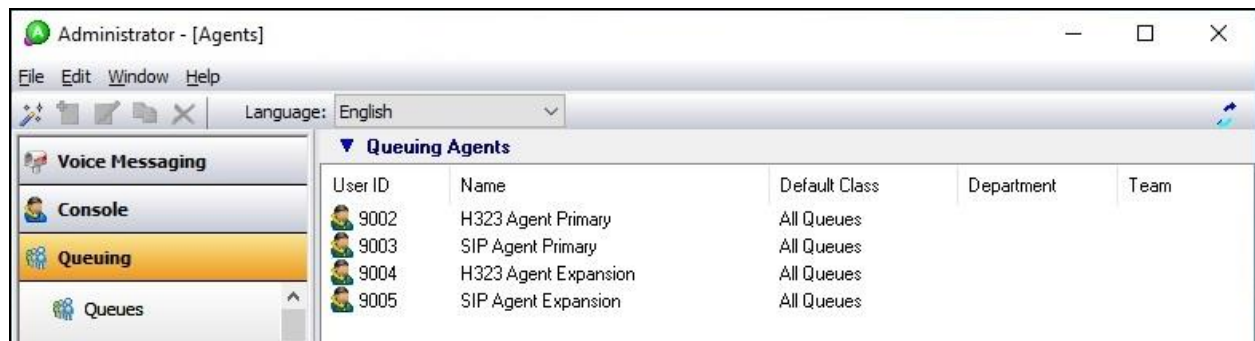 Administrator - [Agents]
File Edit Window Help
Language: English
Voice Messaging
Console
Queuing
Queues
Queuing Agents
User ID Name Default Class Department Team
9002 H323 Agent Primary All Queues
9003 SIP Agent Primary All Queues
9004 H323 Agent Expansion All Queues
9005 SIP Agent Expansion All Queues